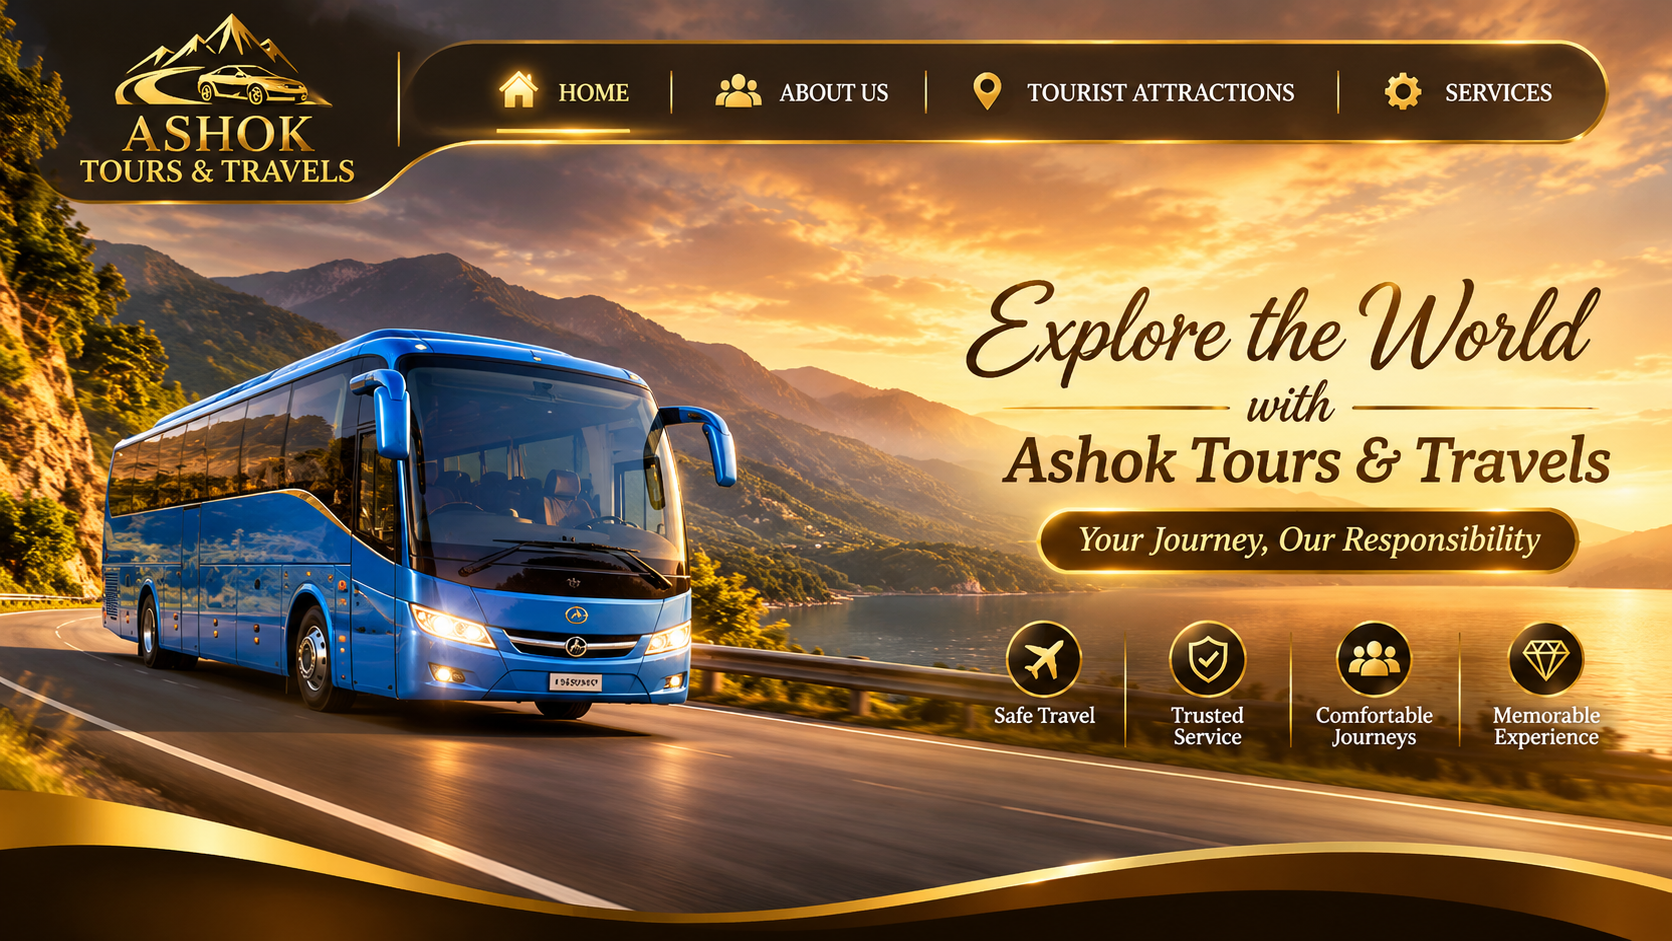 ASHOK
TOURS & TRAVELS
HOME
ABOUT US
TOURIST ATTRACTIONS
SERVICES
Explore the World
with
Ashok Tours & Travels
Your Journey, Our Responsibility
Safe Travel
Trusted
Service
Comfortable
Journeys
Memorable
Experience